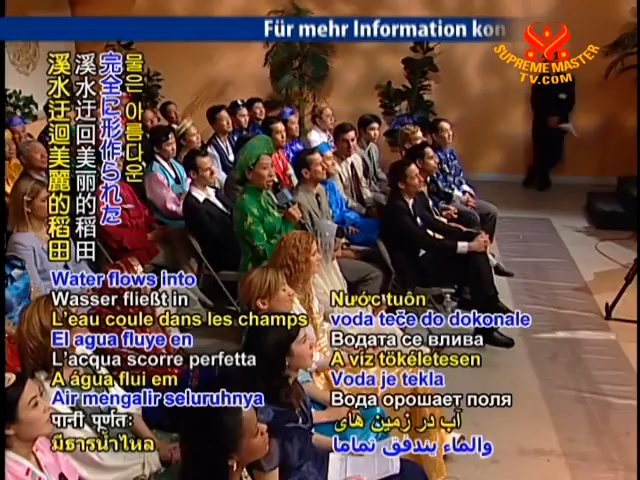 Für mehr Information kon
SUPREME MASTER
TV.COM
물은 아름다운
完全に形作られた
溪水迂回美丽的稻田
溪水迂迴美麗的稻田
Water flows into
Wasser fließt in
L'eau coule dans les champs
El agua fluye en
L'acqua scorre perfetta
A água flui em
Air mengalir seluruhnya
पानी पूर्णतः
มีธารน้ำไหล
Nước tuôn
voda teče do dokonale
Водата се влива
A víz tökéletesen
Voda je tekla
Вода орошает поля
آب در زمین های
والماء يتدفق تماما